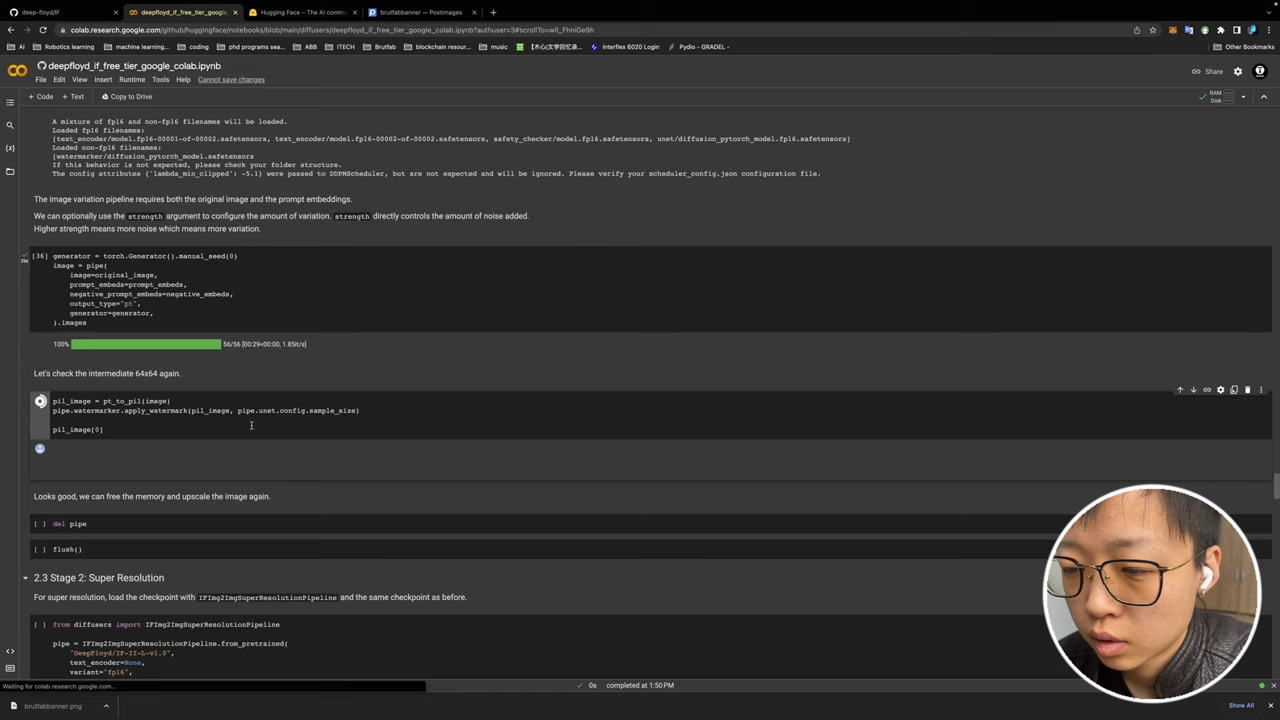 deep-floyd/IF
deepfloyd_if_free_tier_google_
Hugging Face – The AI comm
brutfabbanner — Postimages
colab.research.google.com/github/huggingface/notebooks/blob/main/diffusers/deepfloyd_if_free_tier_google_colab.ipynb?authuser=3#scrollTo=wll_FhniGe9h
AI Robotics learning machine learning... coding phd programs sea... ABB ITECH Brutfab blockchain resour... music 【木心】文学回忆录... Interflex 6020 Login Pydio - GRADEL - Other Bookmarks
deepfloyd_if_free_tier_google_colab.ipynb
Share
File Edit View Insert Runtime Tools Help Cannot save changes
+ Code + Text Copy to Drive
RAM
Disk
A mixture of fp16 and non-fp16 filenames will be loaded.
Loaded fp16 filenames:
[text_encoder/model.fp16-00001-of-00002.safetensors, text_encoder/model.fp16-00002-of-00002.safetensors, safety_checker/model.fp16.safetensors, unet/diffusion_pytorch_model.fp16.safetensors]
Loaded non-fp16 filenames:
[watermarker/diffusion_pytorch_model.safetensors
If this behavior is not expected, please check your folder structure.
The config attributes {'lambda_min_clipped': -5.1} were passed to DDPMScheduler, but are not expected and will be ignored. Please verify your scheduler_config.json configuration file.
The image variation pipeline requires both the original image and the prompt embeddings.
We can optionally use the strength argument to configure the amount of variation. strength directly controls the amount of noise added.
Higher strength means more noise which means more variation.
[36] generator = torch.Generator().manual_seed(0)
image = pipe(
image=original_image,
prompt_embeds=prompt_embeds,
negative_prompt_embeds=negative_embeds,
output_type="pt",
generator=generator,
).images
100% 56/56 [00:29<00:00, 1.85it/s]
Let's check the intermediate 64x64 again.
pil_image = pt_to_pil(image)
pipe.watermarker.apply_watermark(pil_image, pipe.unet.config.sample_size)
pil_image[0]
Looks good, we can free the memory and upscale the image again.
[ ] del pipe
[ ] flush()
2.3 Stage 2: Super Resolution
For super resolution, load the checkpoint with IFImg2ImgSuperResolutionPipeline and the same checkpoint as before.
[ ] from diffusers import IFImg2ImgSuperResolutionPipeline
pipe = IFImg2ImgSuperResolutionPipeline.from_pretrained(
"DeepFloyd/IF-II-L-v1.0",
text_encoder=None,
variant="fp16",
Waiting for colab.research.google.com...
0s completed at 1:50 PM
brutfabbanner.png
Show All